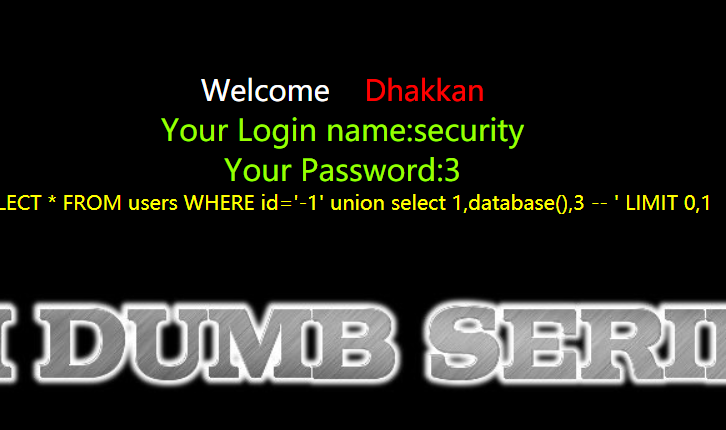 Welcome Dhakkan
Your Login name:security
Your Password:3
LECT * FROM users WHERE id='-1' union select 1,database(),3 -- ' LIMIT 0,1
I DUMB SERI